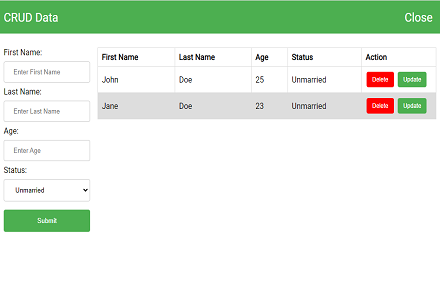 CRUD Data Close
First Name:
Enter First Name
Last Name:
Enter Last Name
Age:
Enter Age
Status:
Unmarried
Submit
First Name Last Name Age Status Action
John Doe 25 Unmarried Delete Update
Jane Doe 23 Unmarried Delete Update